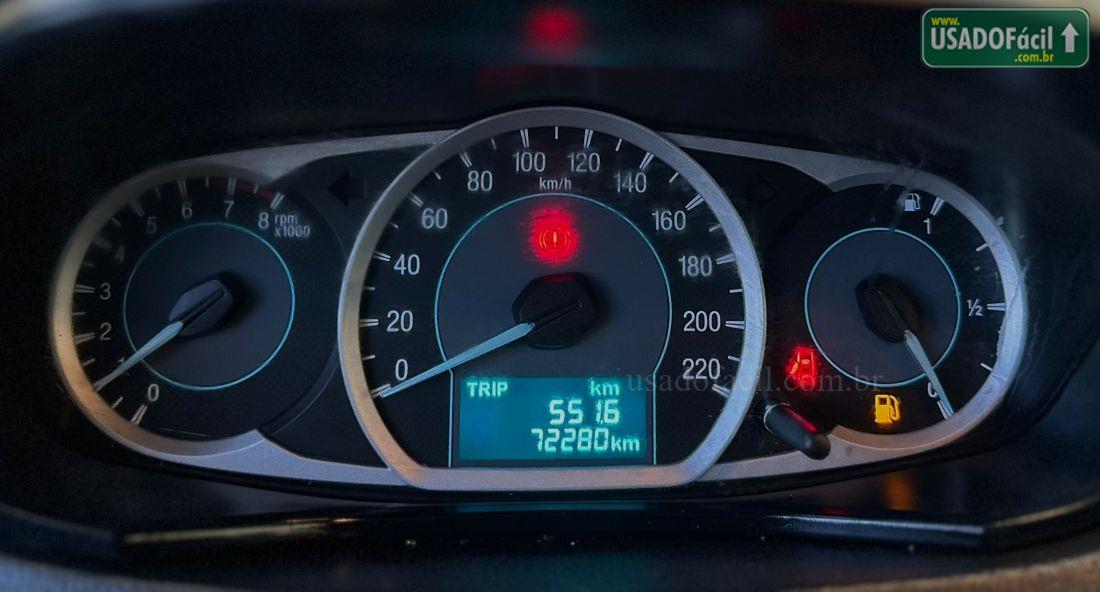 www.
USADOFácil
.com.br
5 6 7 8
rpm
x1000
4
3
2
1
0
0 20 40 60 80 100 120 140 160 180 200 220
km/h
TRIP km
551.6
72280km
1
½
0
usadofacil.com.br